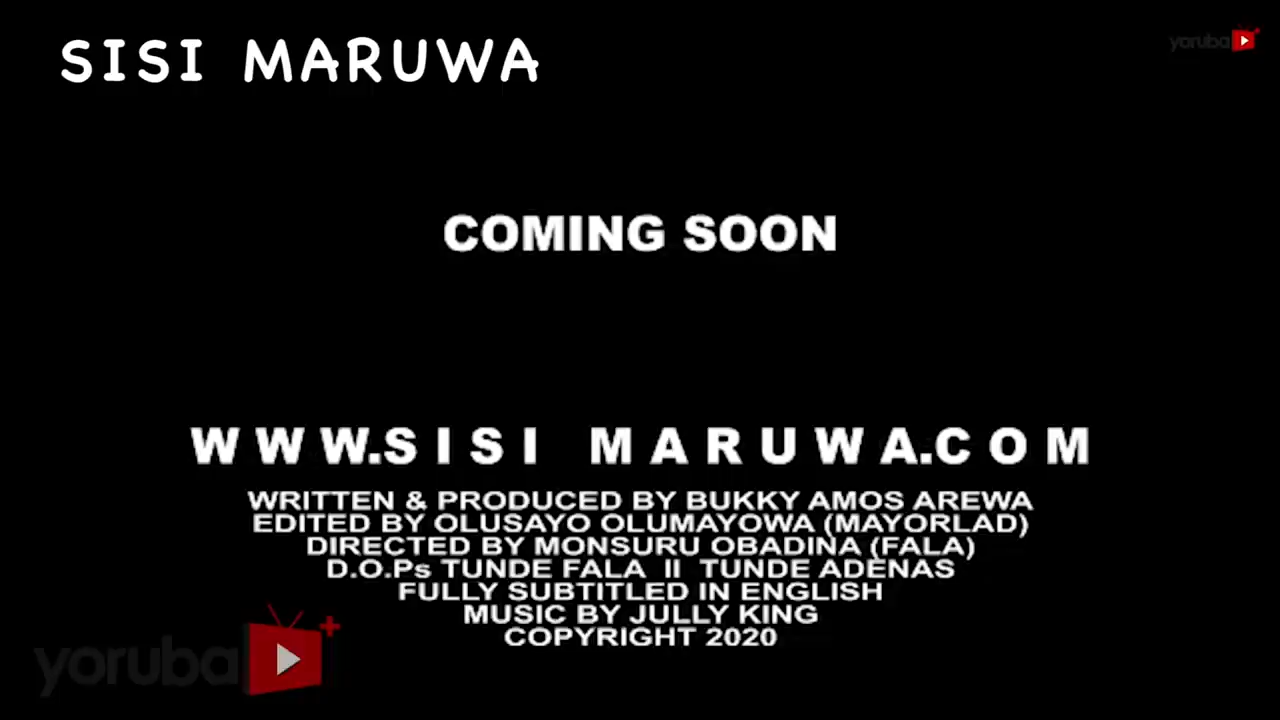 SISI MARUWA
yoruba
COMING SOON
WWW.SISI MARUWA.COM
WRITTEN & PRODUCED BY BUKKY AMOS AREWA
EDITED BY OLUSAYO OLUMAYOWA (MAYORLAD)
DIRECTED BY MONSURU OBADINA (FALA)
D.O.Ps TUNDE FALA II TUNDE ADENAS
FULLY SUBTITLED IN ENGLISH
MUSIC BY JULLY KING
COPYRIGHT 2020
yoruba+